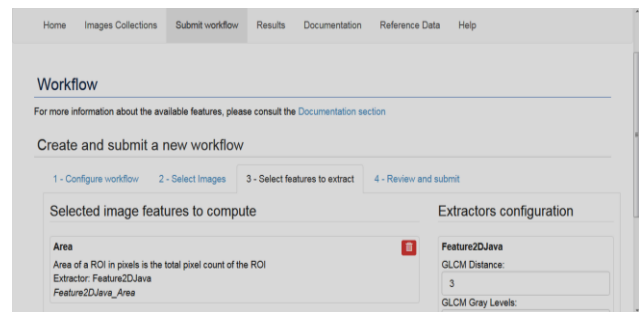 Home Images Collections Submit workflow Results Documentation Reference Data Help
Workflow
For more information about the available features, please consult the Documentation section
Create and submit a new workflow
1 - Configure workflow 2 - Select Images 3 - Select features to extract 4 - Review and submit
Selected image features to compute
Area
Area of a ROI in pixels is the total pixel count of the ROI
Extractor: Feature2DJava
Feature2DJava_Area
Extractors configuration
Feature2DJava
GLCM Distance:
3
GLCM Gray Levels: